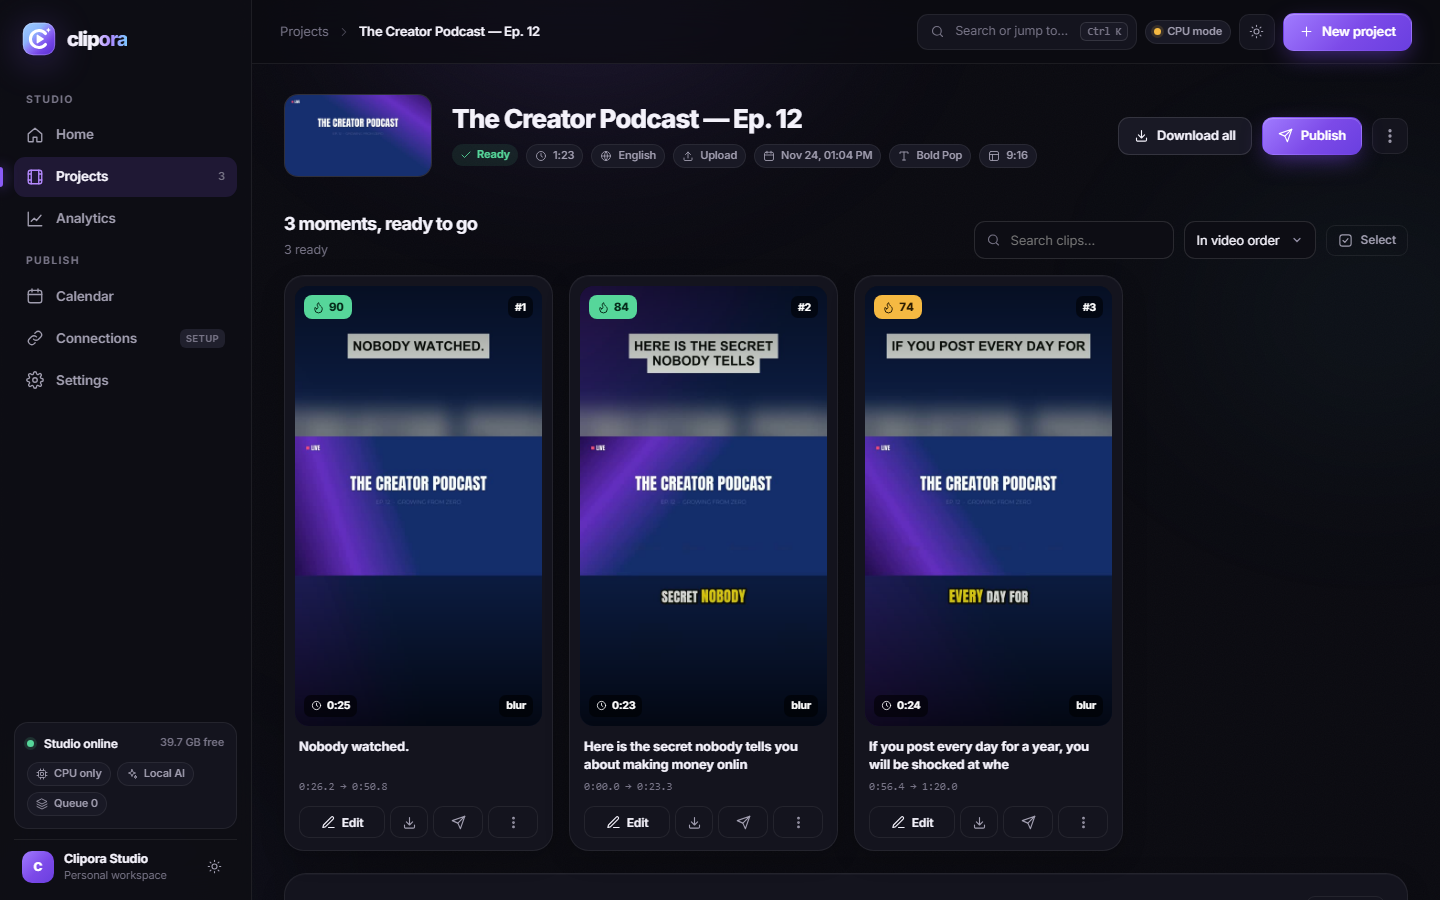 clipora
Projects
The Creator Podcast — Ep. 12
Search or jump to...
Ctrl K
CPU mode
New project
STUDIO
Home
Projects
3
Analytics
PUBLISH
Calendar
Connections
SETUP
Settings
THE CREATOR PODCAST
The Creator Podcast — Ep. 12
Ready
1:23
English
Upload
Nov 24, 01:04 PM
Bold Pop
9:16
Download all
Publish
3 moments, ready to go
3 ready
Search clips...
In video order
Select
90
#1
NOBODY WATCHED.
LIVE
THE CREATOR PODCAST
0:25
blur
Nobody watched.
0:26.2 → 0:50.8
Edit
84
#2
HERE IS THE SECRET
NOBODY TELLS
LIVE
THE CREATOR PODCAST
SECRET NOBODY
0:23
blur
Here is the secret nobody tells you
about making money onlin
0:00.0 → 0:23.3
Edit
74
#3
IF YOU POST EVERY DAY FOR
LIVE
THE CREATOR PODCAST
EVERY DAY FOR
0:24
blur
If you post every day for a year, you
will be shocked at whe
0:56.4 → 1:20.0
Edit
Studio online
39.7 GB free
CPU only
Local AI
Queue 0
C
Clipora Studio
Personal workspace